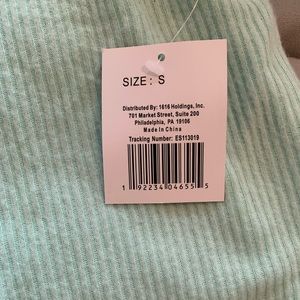 SIZE: S
Distributed By: 1616 Holdings, Inc.
701 Market Street, Suite 200
Philadelphia, PA 19106
Made In China
Tracking Number: ES113019
1 92234 04655 5